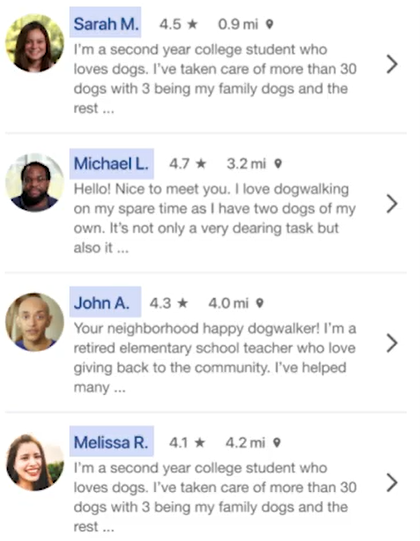 Sarah M. 4.5 ★ 0.9 mi
I'm a second year college student who
loves dogs. I've taken care of more than 30
dogs with 3 being my family dogs and the
rest ...
Michael L. 4.7 ★ 3.2 mi
Hello! Nice to meet you. I love dogwalking
on my spare time as I have two dogs of my
own. It's not only a very dearing task but
also it ...
John A. 4.3 ★ 4.0 mi
Your neighborhood happy dogwalker! I'm a
retired elementary school teacher who love
giving back to the community. I've helped
many ...
Melissa R. 4.1 ★ 4.2 mi
I'm a second year college student who
loves dogs. I've taken care of more than 30
dogs with 3 being my family dogs and the
rest ...